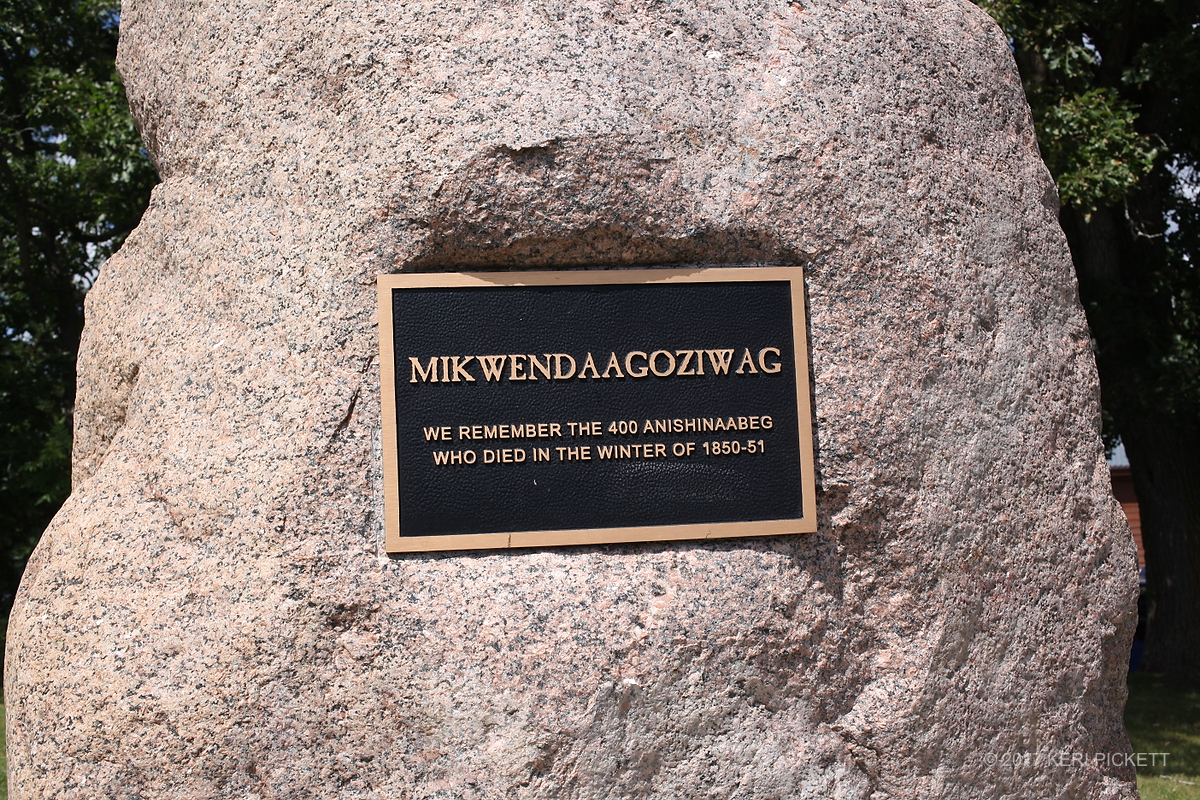 MIKWENDAAGOZIWAG
WE REMEMBER THE 400 ANISHINAABEG
WHO DIED IN THE WINTER OF 1850-51
© 2017 KERI PICKETT